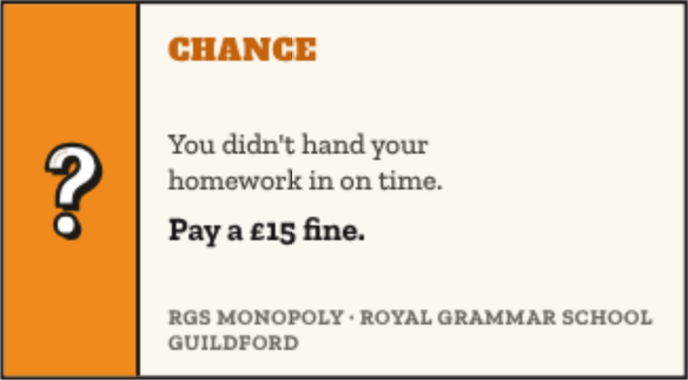 CHANCE
?
You didn't hand your
homework in on time.
Pay a £15 fine.
RGS MONOPOLY · ROYAL GRAMMAR SCHOOL
GUILDFORD